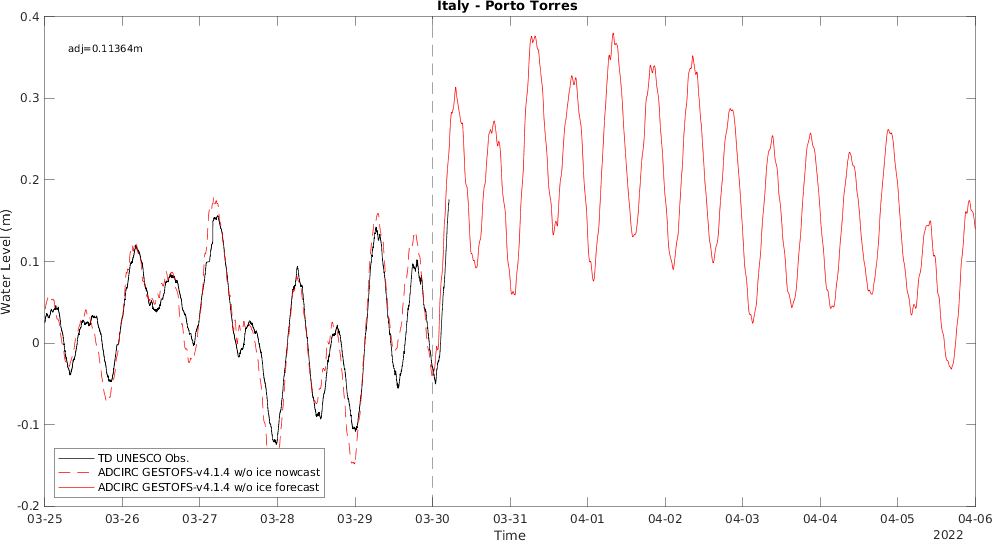 Italy - Porto Torres
adj=0.11364m
Water Level (m)
0.4
0.3
0.2
0.1
0
-0.1
-0.2
TD UNESCO Obs.
ADCIRC GESTOFS-v4.1.4 w/o ice nowcast
ADCIRC GESTOFS-v4.1.4 w/o ice forecast
03-25 03-26 03-27 03-28 03-29 03-30 03-31 04-01 04-02 04-03 04-04 04-05 04-06
Time
2022